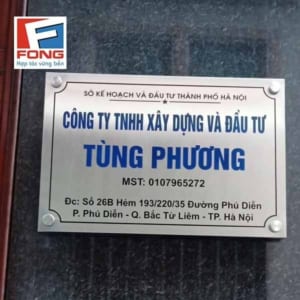 FONG
Hợp tác vững bền
SỞ KẾ HOẠCH VÀ ĐẦU TƯ THÀNH PHỐ HÀ NỘI
CÔNG TY TNHH XÂY DỰNG VÀ ĐẦU TƯ
TÙNG PHƯƠNG
MST: 0107965272
Đc: Số 26B Hẻm 193/220/35 Đường Phú Diễn
P. Phú Diễn - Q. Bắc Từ Liêm - TP. Hà Nội